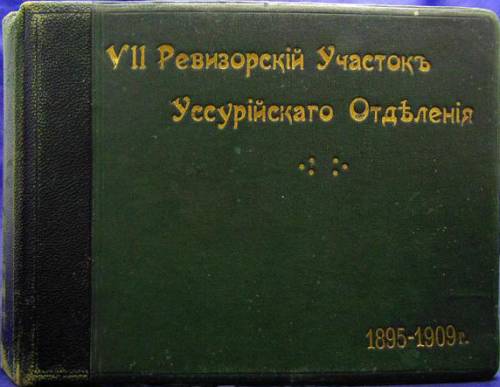 VII Ревизорскій Участокъ
Уссурійскаго Отдѣленія
1895-1909 г.